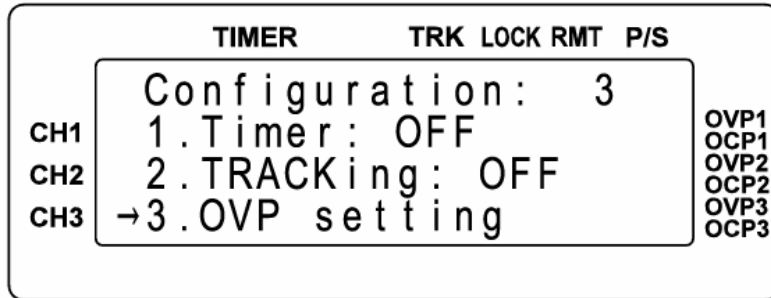 TIMER TRK LOCK RMT P/S
Configuration: 3
CH1 1.Timer: OFF OVP1
OCP1
CH2 2.TRACKing: OFF OVP2
OCP2
CH3 →3.OVP setting OVP3
OCP3